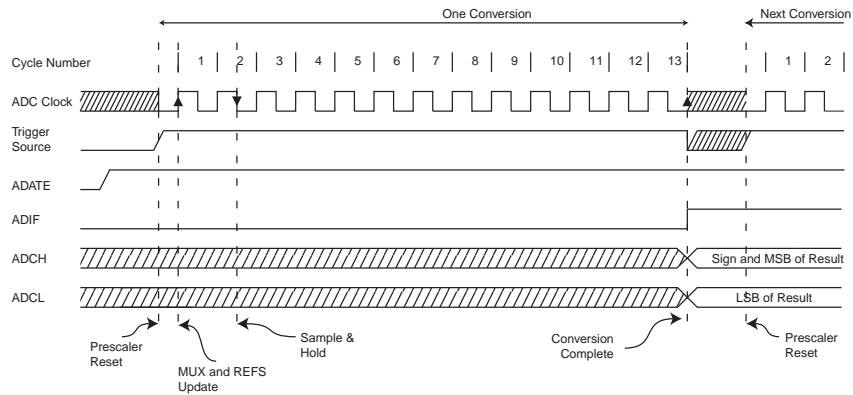 One Conversion
Next Conversion
Cycle Number 1 2 3 4 5 6 7 8 9 10 11 12 13 1 2
ADC Clock
Trigger
Source
ADATE
ADIF
ADCH
Sign and MSB of Result
ADCL
LSB of Result
Prescaler
Reset
MUX and REFS
Update
Sample &
Hold
Conversion
Complete
Prescaler
Reset